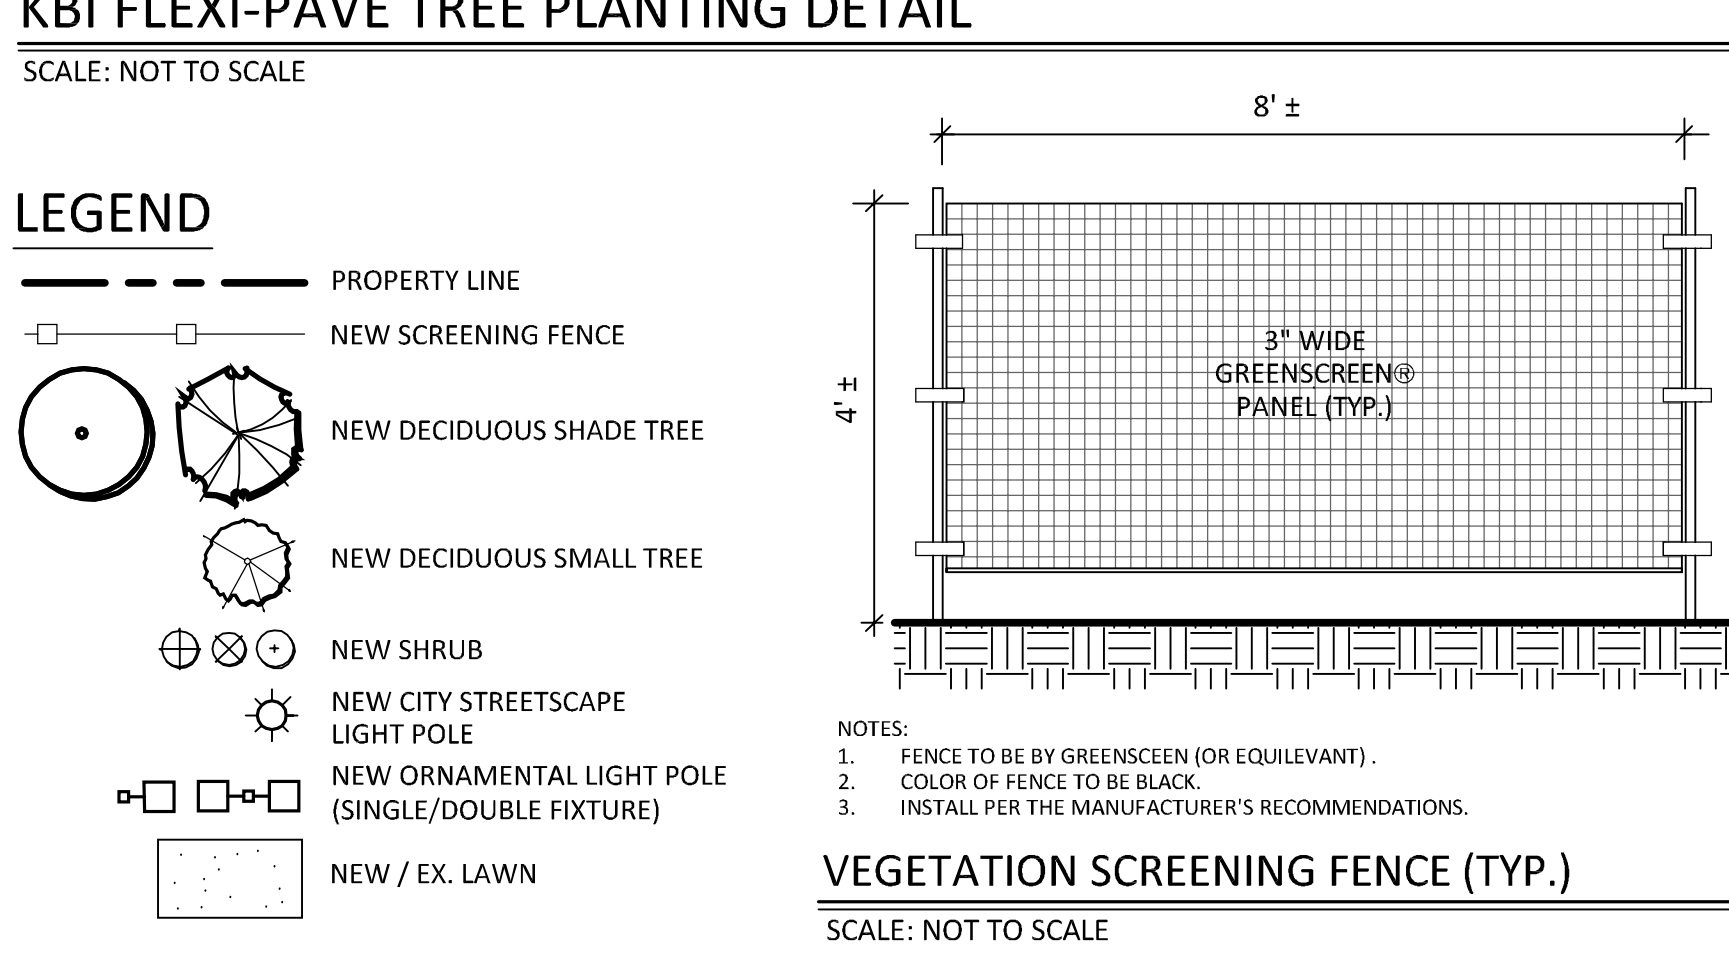 KBI FLEXI-PAVE TREE PLANTING DETAIL
SCALE: NOT TO SCALE
LEGEND
PROPERTY LINE
NEW SCREENING FENCE
NEW DECIDUOUS SHADE TREE
NEW DECIDUOUS SMALL TREE
NEW SHRUB
NEW CITY STREETSCAPE
LIGHT POLE
NEW ORNAMENTAL LIGHT POLE
(SINGLE/DOUBLE FIXTURE)
NEW / EX. LAWN
8' ±
4' ±
3" WIDE
GREENSCREEN®
PANEL (TYP.)
NOTES:
1. FENCE TO BE BY GREENSCEEN (OR EQUILEVANT) .
2. COLOR OF FENCE TO BE BLACK.
3. INSTALL PER THE MANUFACTURER'S RECOMMENDATIONS.
VEGETATION SCREENING FENCE (TYP.)
SCALE: NOT TO SCALE